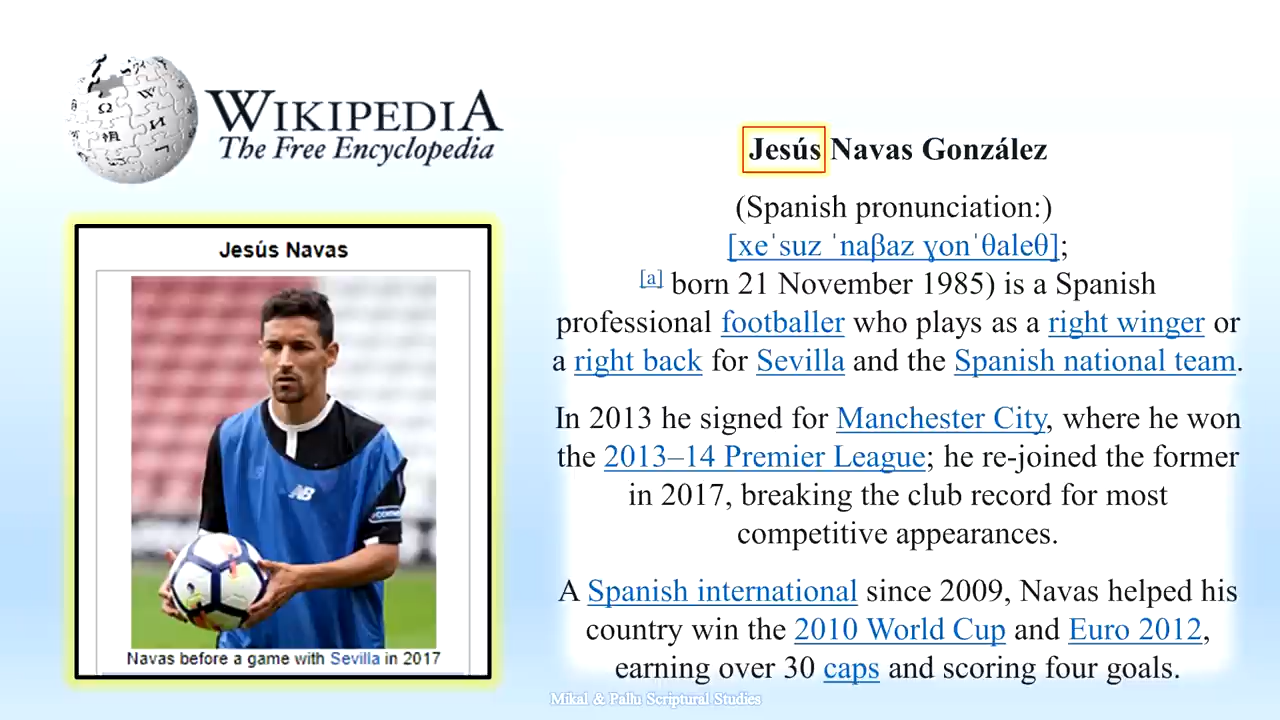 WIKIPEDIA
The Free Encyclopedia
Jesús Navas
NB
Navas before a game with Sevilla in 2017
Jesús Navas González
(Spanish pronunciation:)
[xeˈsuz ˈnaβaz ɣonˈθaleθ];
[a] born 21 November 1985) is a Spanish
professional footballer who plays as a right winger or
a right back for Sevilla and the Spanish national team.
In 2013 he signed for Manchester City, where he won
the 2013–14 Premier League; he re-joined the former
in 2017, breaking the club record for most
competitive appearances.
A Spanish international since 2009, Navas helped his
country win the 2010 World Cup and Euro 2012,
earning over 30 caps and scoring four goals.
Mikal & Pallu Scriptural Studies